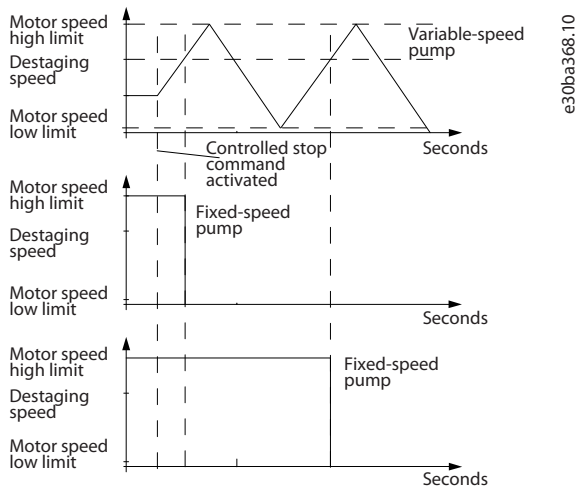 Motor speed
high limit
Destaging
speed
Motor speed
low limit
Variable-speed
pump
Seconds
Controlled stop
command
activated
Motor speed
high limit
Destaging
speed
Motor speed
low limit
Fixed-speed
pump
Seconds
Motor speed
high limit
Destaging
speed
Motor speed
low limit
Fixed-speed
pump
Seconds
e30ba368.10